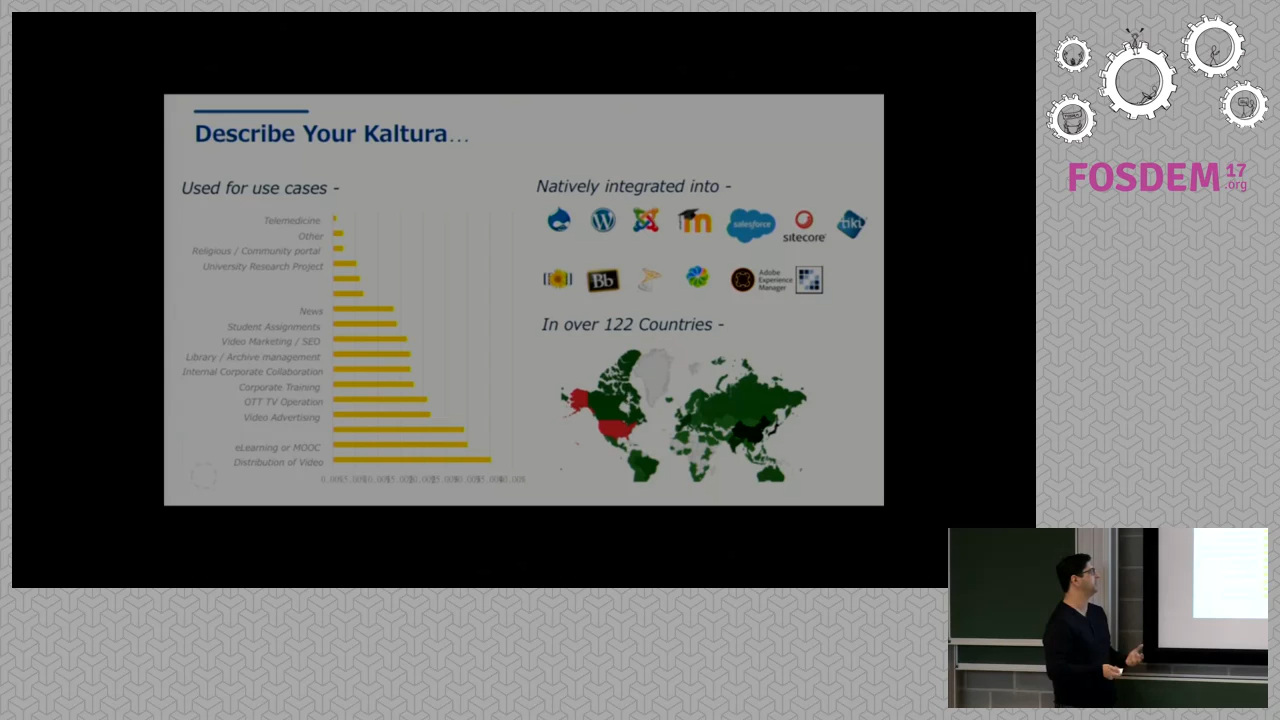 Describe Your Kaltura...
Used for use cases -
Telemedicine
Other
Religious / Community portal
University Research Project
News
Student Assignments
Video Marketing / SEO
Library / Archive management
Internal Corporate Collaboration
Corporate Training
OTT TV Operation
Video Advertising
eLearning or MOOC
Distribution of Video
Natively integrated into -
W
m
salesforce
sitecore
tiki
Bb
Adobe
Experience
Manager
In over 122 Countries -
FOSDEM 17
.org